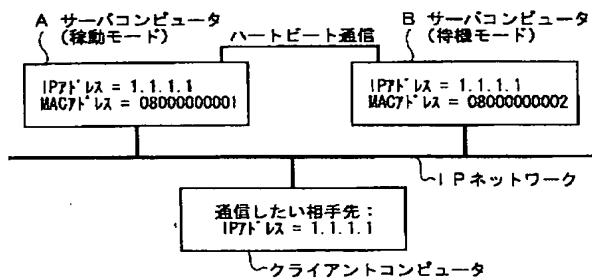 A サーバコンピュータ
(稼動モード)
ハートビート通信
B サーバコンピュータ
(待機モード)
IPアドレス = 1.1.1.1
MACアドレス = 08000000001
IPアドレス = 1.1.1.1
MACアドレス = 08000000002
IPネットワーク
通信したい相手先:
IPアドレス = 1.1.1.1
クライアントコンピュータ